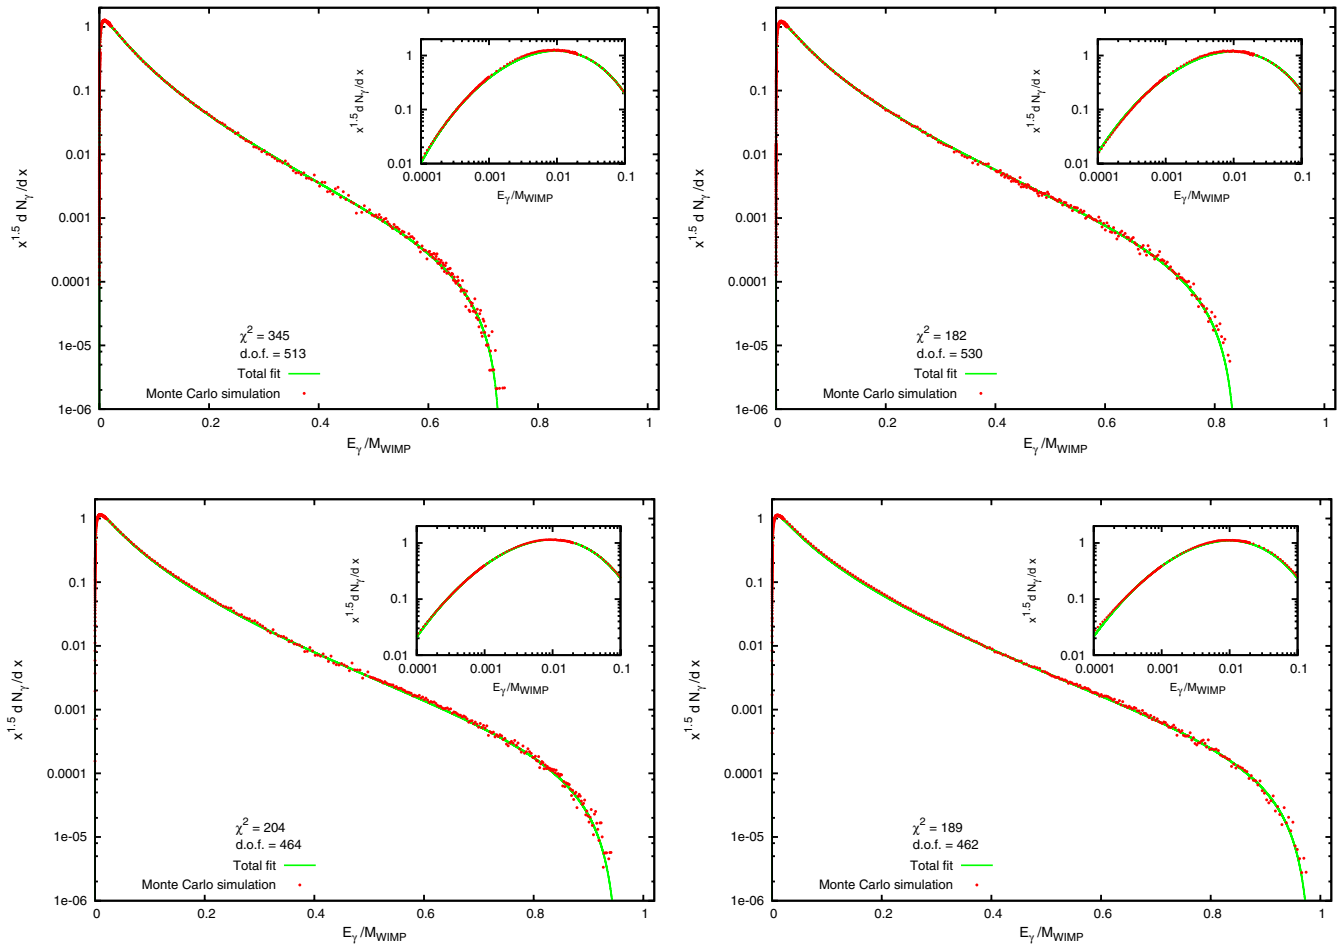 1
0.1
0.01
0.001
0.0001
1e-05
1e-06
0
0.2
0.4
0.6
0.8
1
x^1.5 d N_γ/d x
E_γ/M_WIMP
χ² = 345
d.o.f. = 513
Total fit
Monte Carlo simulation
1
0.1
0.01
0.0001
0.001
0.01
0.1
x^1.5 d N_γ/d x
E_γ/M_WIMP
1
0.1
0.01
0.001
0.0001
1e-05
1e-06
0
0.2
0.4
0.6
0.8
1
x^1.5 d N_γ/d x
E_γ/M_WIMP
χ² = 182
d.o.f. = 530
Total fit
Monte Carlo simulation
1
0.1
0.01
0.0001
0.001
0.01
0.1
x^1.5 d N_γ/d x
E_γ/M_WIMP
1
0.1
0.01
0.001
0.0001
1e-05
1e-06
0
0.2
0.4
0.6
0.8
1
x^1.5 d N_γ/d x
E_γ/M_WIMP
χ² = 204
d.o.f. = 464
Total fit
Monte Carlo simulation
1
0.1
0.01
0.0001
0.001
0.01
0.1
x^1.5 d N_γ/d x
E_γ/M_WIMP
1
0.1
0.01
0.001
0.0001
1e-05
1e-06
0
0.2
0.4
0.6
0.8
1
x^1.5 d N_γ/d x
E_γ/M_WIMP
χ² = 189
d.o.f. = 462
Total fit
Monte Carlo simulation
1
0.1
0.01
0.0001
0.001
0.01
0.1
x^1.5 d N_γ/d x
E_γ/M_WIMP